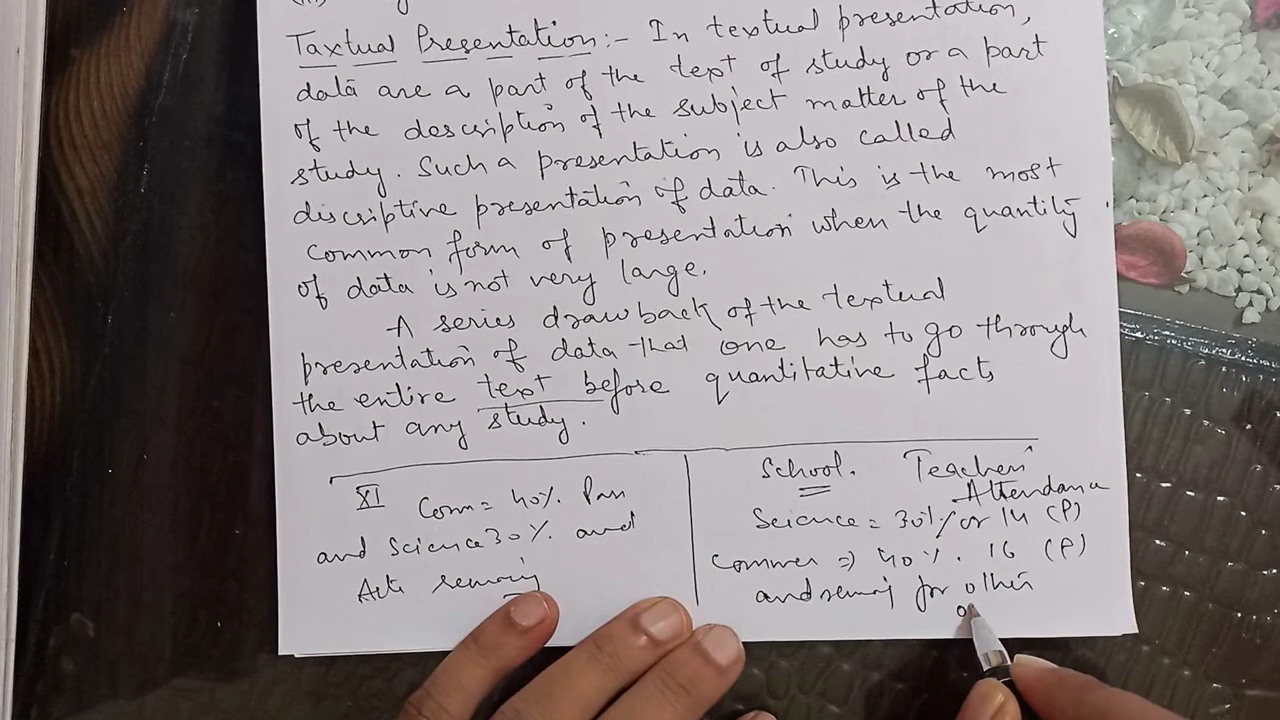 Taxtual Presentation:- In textual presentation,
data are a part of the text of study or a part
of the description of the subject matter of the
study. Such a presentation is also called
discriptive presentation of data. This is the most
common form of presentation when the quantity
of data is not very large.
A series drawback of the textual
presentation of data that one has to go through
the entire text before quantitative facts
about any study.
XI Com = 40% Pass
and Science 30% and
Arts
School. Teachers
Attendance
Science = 30% or 14 (P)
Commer => 40%. 16 (P)
and for other